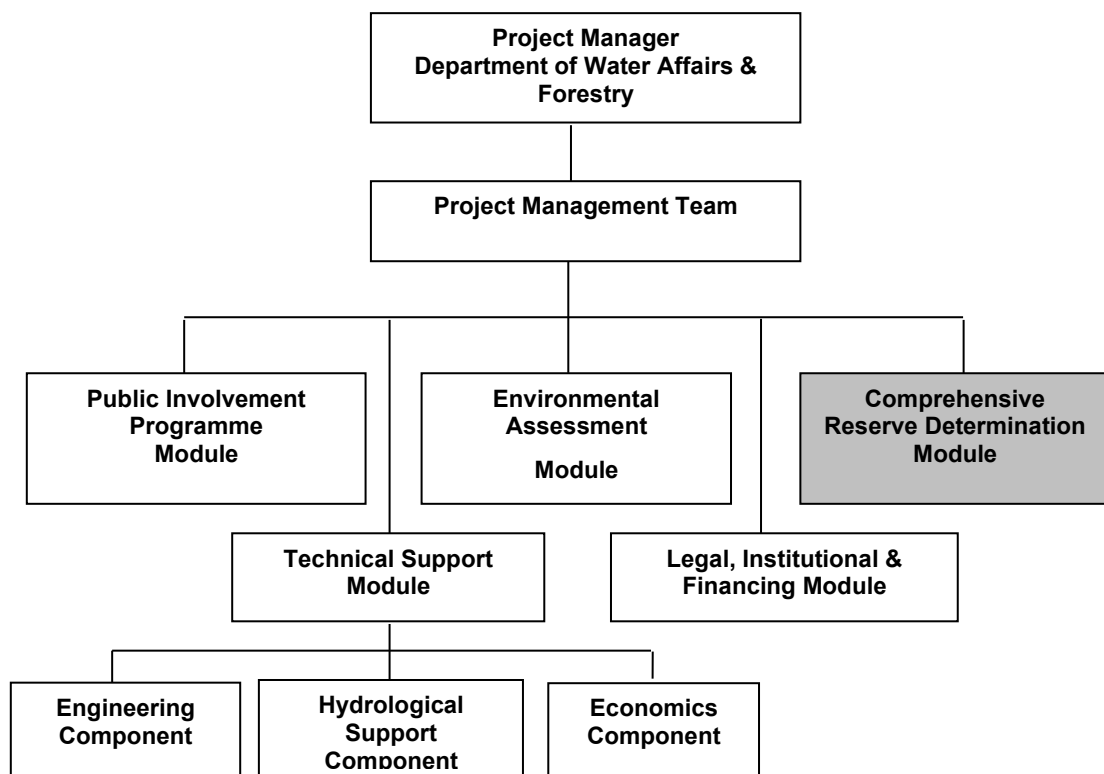 Project Manager
Department of Water Affairs &
Forestry
Project Management Team
Public Involvement
Programme
Module
Environmental
Assessment
Module
Comprehensive
Reserve Determination
Module
Technical Support
Module
Legal, Institutional &
Financing Module
Engineering
Component
Hydrological
Support
Component
Economics
Component